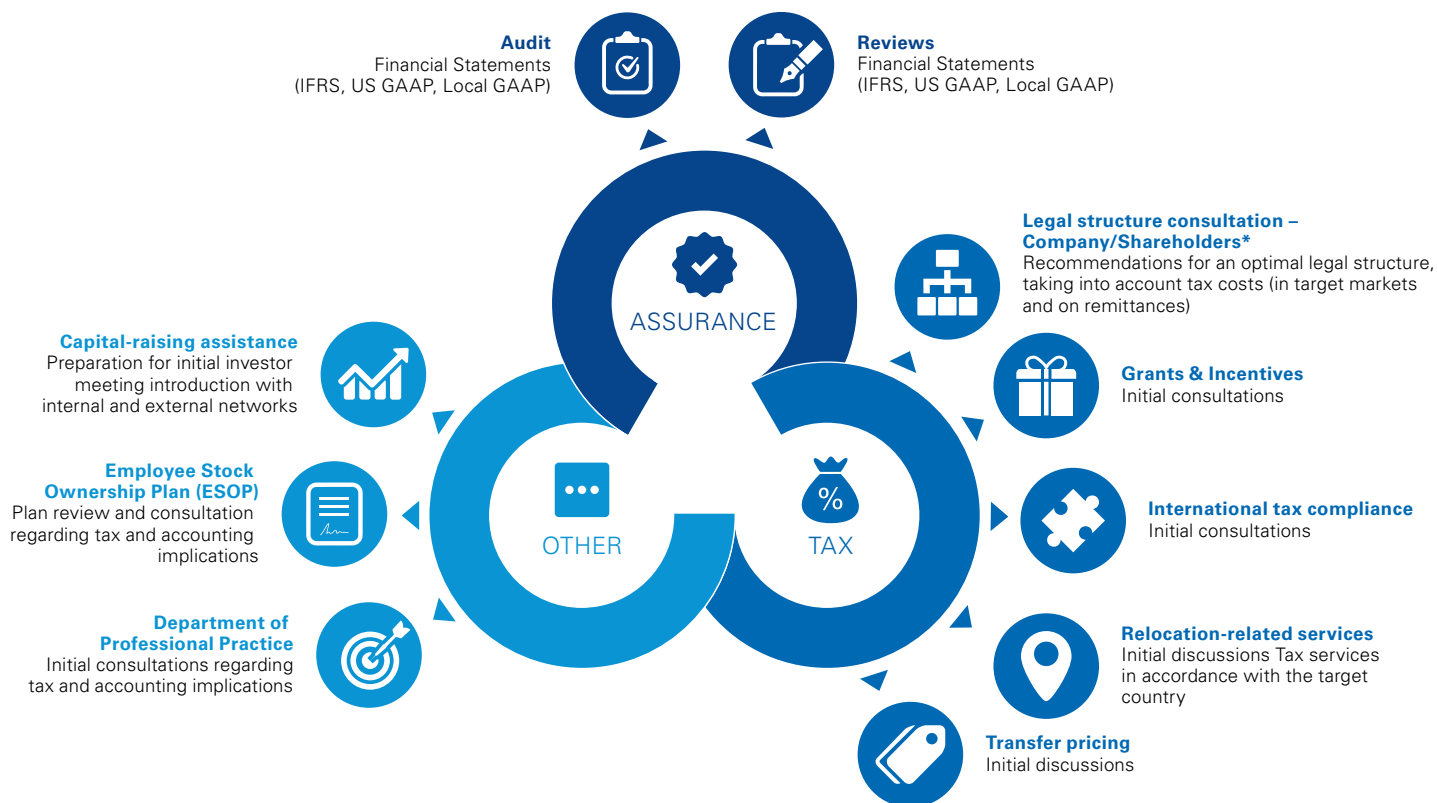 Audit
Financial Statements
(IFRS, US GAAP, Local GAAP)
Reviews
Financial Statements
(IFRS, US GAAP, Local GAAP)
ASSURANCE
Legal structure consultation –
Company/Shareholders*
Recommendations for an optimal legal structure,
taking into account tax costs (in target markets
and on remittances)
Grants & Incentives
Initial consultations
International tax compliance
Initial consultations
Relocation-related services
Initial discussions Tax services
in accordance with the target
country
Transfer pricing
Initial discussions
%
TAX
Capital-raising assistance
Preparation for initial investor
meeting introduction with
internal and external networks
Employee Stock
Ownership Plan (ESOP)
Plan review and consultation
regarding tax and accounting
implications
Department of
Professional Practice
Initial consultations regarding
tax and accounting implications
OTHER